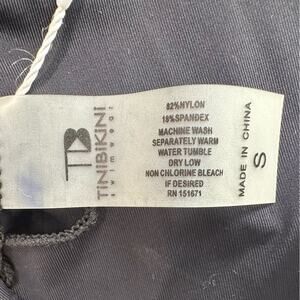 TB
TINIBIKINI
swimwear
82%NYLON
18%SPANDEX
MACHINE WASH
SEPARATELY WARM
WATER TUMBLE
DRY LOW
NON CHLORINE BLEACH
IF DESIRED
RN 151671
MADE IN CHINA
S